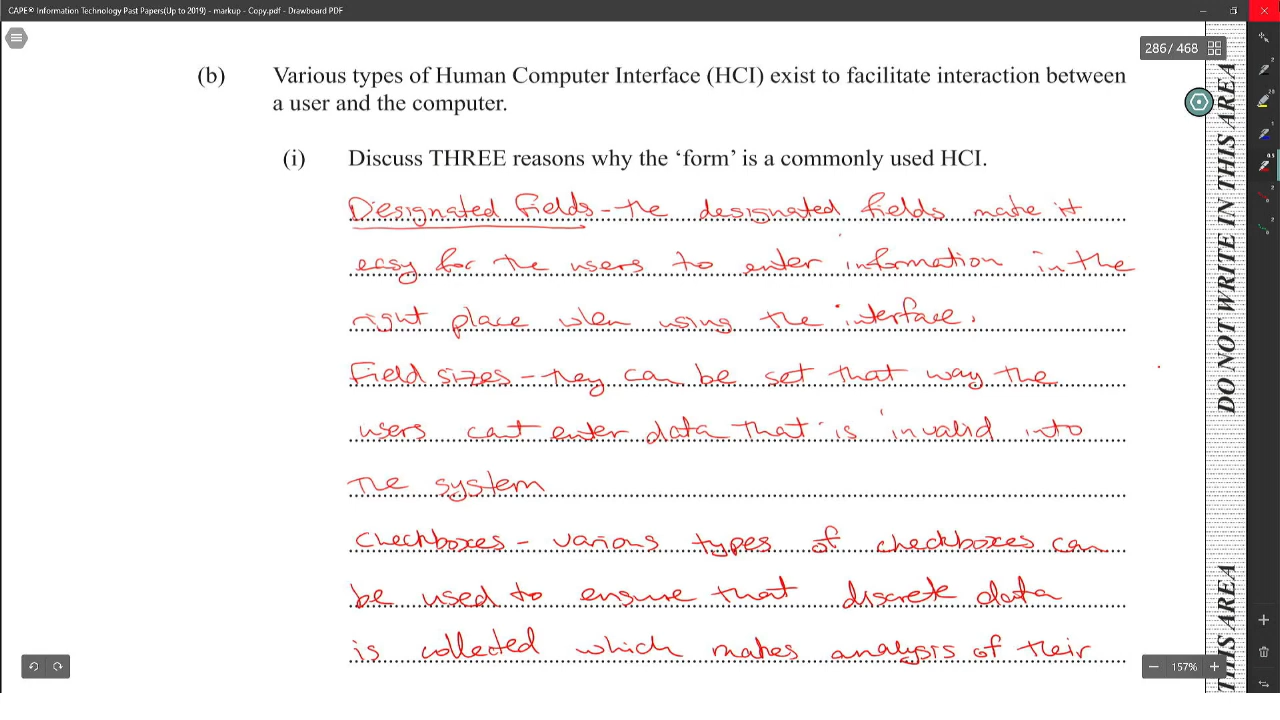 CAPE® Information Technology Past Papers(Up to 2019) - markup - Copy.pdf - Drawboard PDF
286 / 468
(b) Various types of Human Computer Interface (HCI) exist to facilitate interaction between
a user and the computer.
(i) Discuss THREE reasons why the ‘form’ is a commonly used HCI.
Designated Fields - The designated fields make it
easy for the users to enter information in the
right place when using the interface.
Field sizes - They can be set that way the
users cat enter data that is invalid into
The system
Checkboxes various types of checkboxes can
be used to ensure that discrete data
is collected which makes analysis of their
157%
DO NOT WRITE IN THIS AREA
THIS AREA